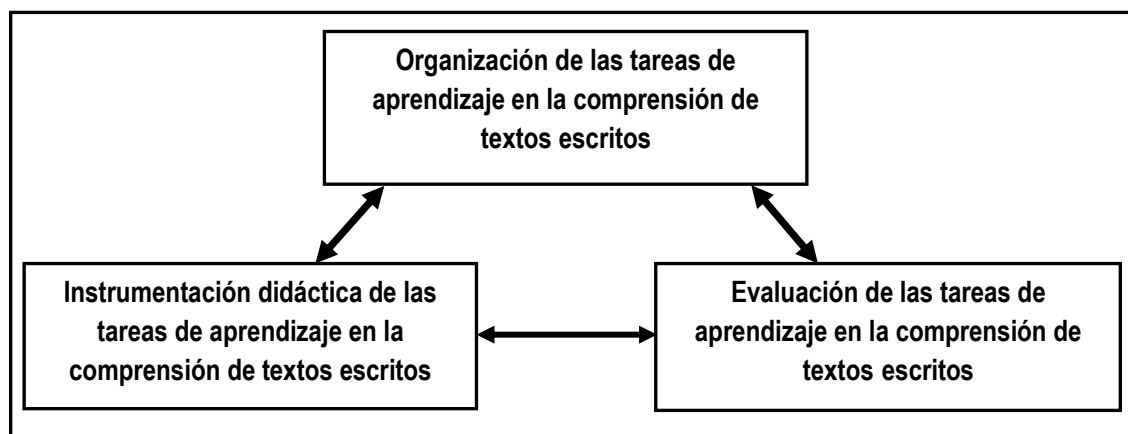 Organización de las tareas de
aprendizaje en la comprensión de
textos escritos
Instrumentación didáctica de las
tareas de aprendizaje en la
comprensión de textos escritos
Evaluación de las tareas de
aprendizaje en la comprensión de
textos escritos